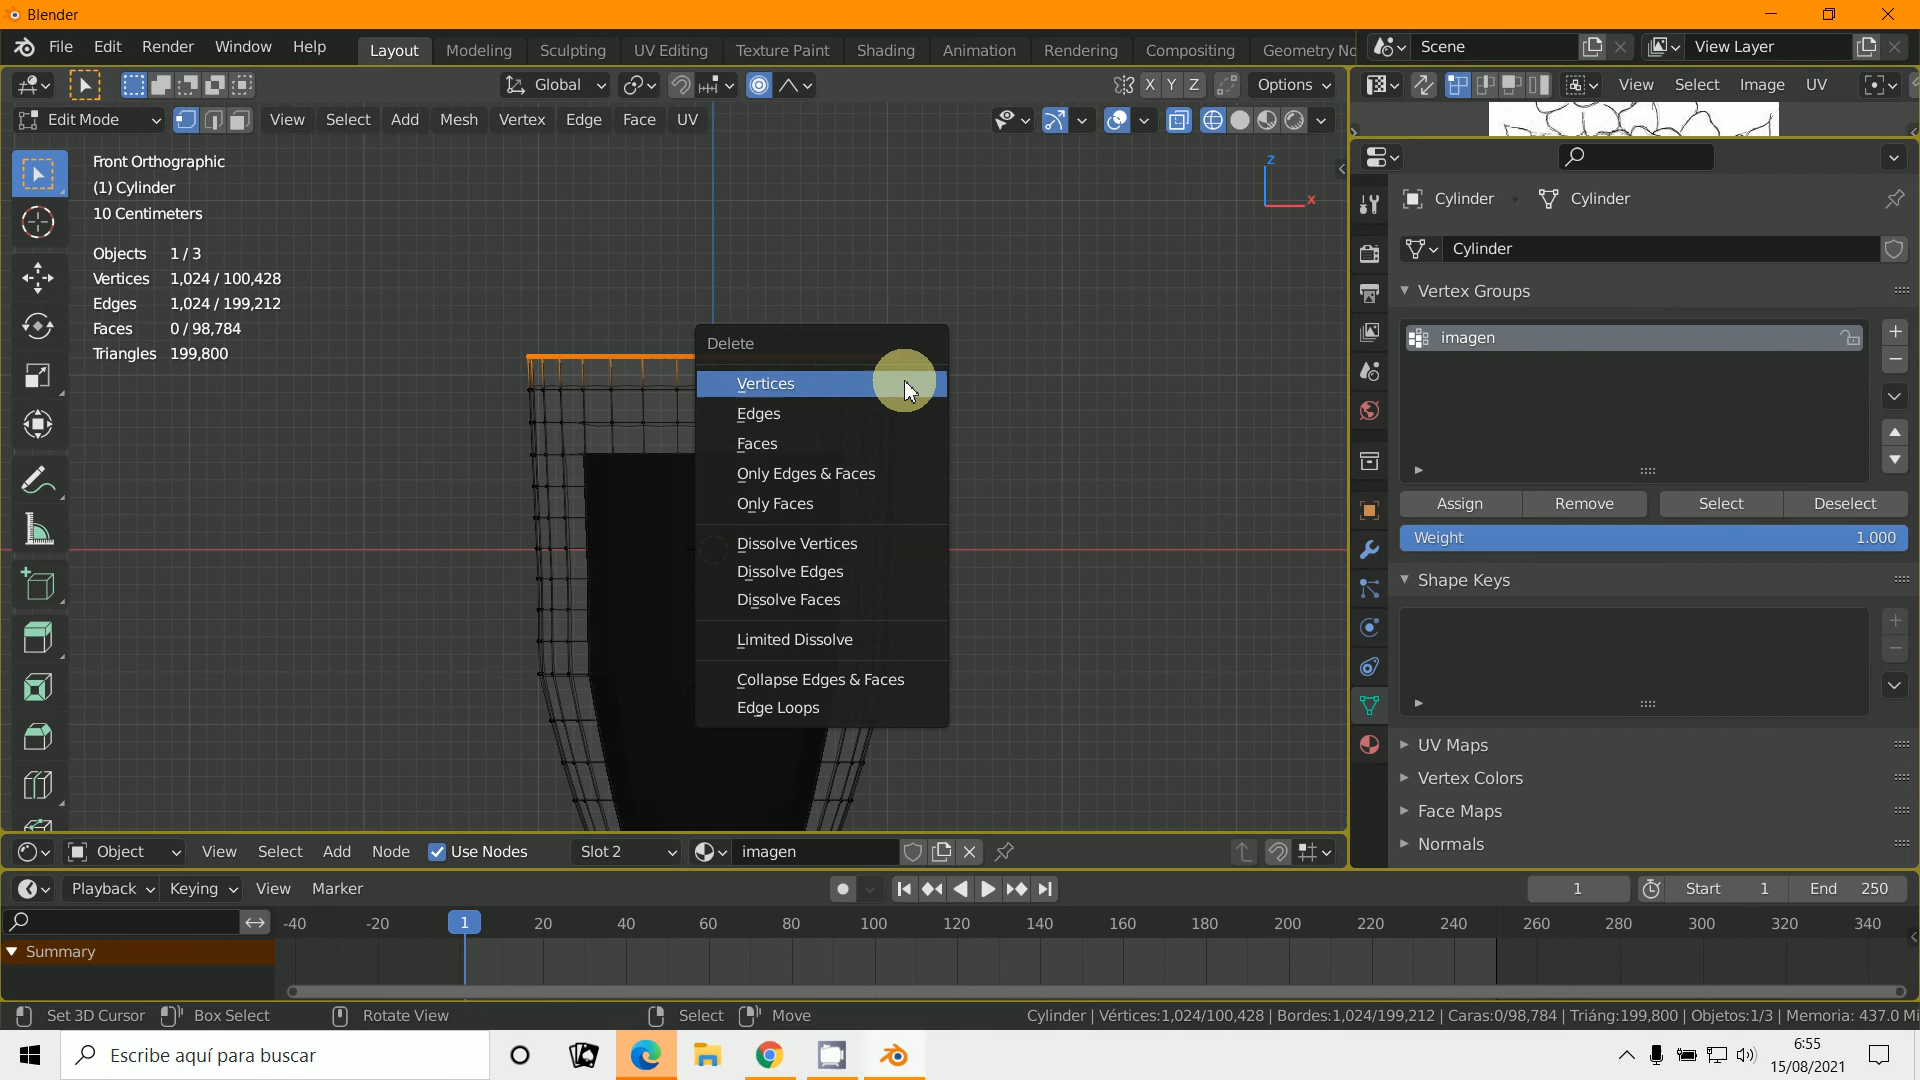 Blender
File Edit Render Window Help
Layout Modeling Sculpting UV Editing Texture Paint Shading Animation Rendering Compositing Geometry No
Scene View Layer
Global Options
X Y Z
View Select Image UV
Edit Mode View Select Add Mesh Vertex Edge Face UV
Front Orthographic
(1) Cylinder
10 Centimeters
Objects 1 / 3
Vertices 1,024 / 100,428
Edges 1,024 / 199,212
Faces 0 / 98,784
Triangles 199,800
Z
X
Delete
Vertices
Edges
Faces
Only Edges & Faces
Only Faces
Dissolve Vertices
Dissolve Edges
Dissolve Faces
Limited Dissolve
Collapse Edges & Faces
Edge Loops
Cylinder Cylinder
Cylinder
Vertex Groups
imagen
Assign Remove Select Deselect
Weight 1.000
Shape Keys
UV Maps
Vertex Colors
Face Maps
Normals
Object View Select Add Node Use Nodes Slot 2 imagen
Playback Keying View Marker 1 Start 1 End 250
-40 -20 1 20 40 60 80 100 120 140 160 180 200 220 240 260 280 300 320 340
Summary
Set 3D Cursor Box Select Rotate View Select Move Cylinder | Vértices:1,024/100,428 | Bordes:1,024/199,212 | Caras:0/98,784 | Triáng:199,800 | Objetos:1/3 | Memoria: 437.0 Mi
Escribe aquí para buscar
6:55
15/08/2021